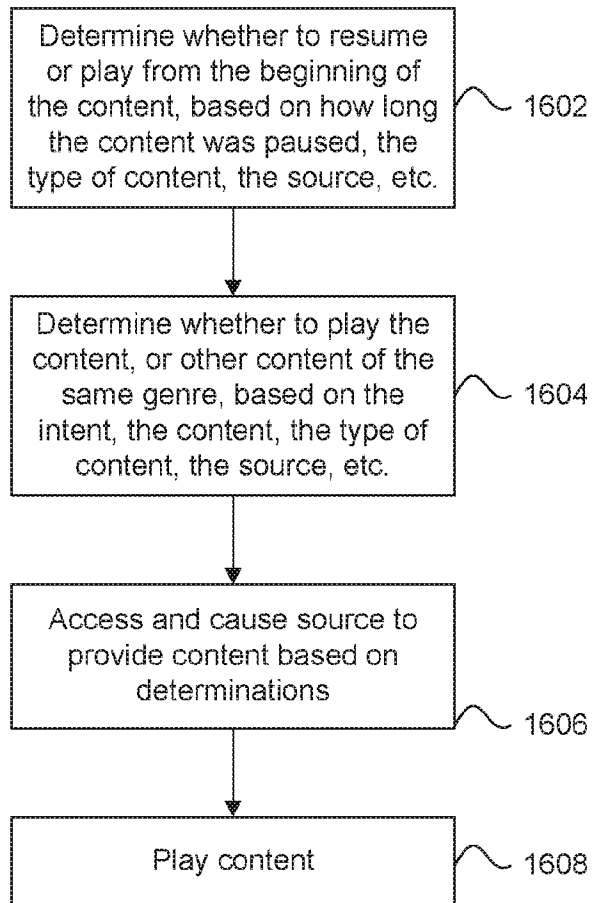 Determine whether to resume
or play from the beginning of
the content, based on how long
the content was paused, the
type of content, the source, etc.
1602
Determine whether to play the
content, or other content of the
same genre, based on the
intent, the content, the type of
content, the source, etc.
1604
Access and cause source to
provide content based on
determinations
1606
Play content
1608